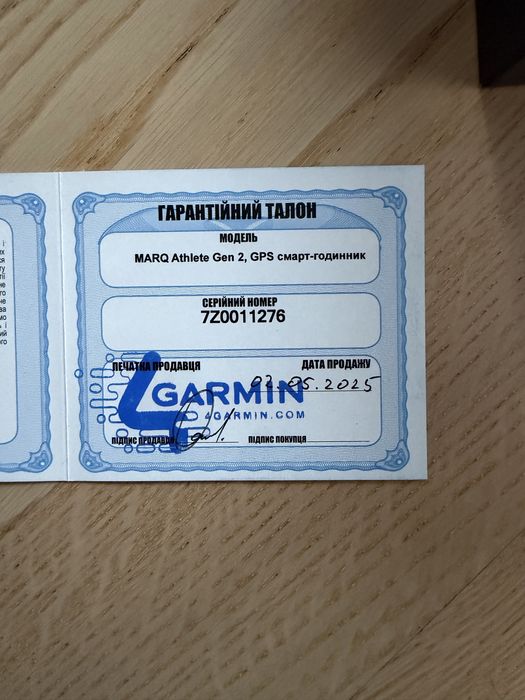 ГАРАНТІЙНИЙ ТАЛОН
МОДЕЛЬ
MARQ Athlete Gen 2, GPS смарт-годинник
СЕРІЙНИЙ НОМЕР
7Z0011276
ПЕЧАТКА ПРОДАВЦЯ
ДАТА ПРОДАЖУ
02.05.2025
4GARMIN
4GARMIN.COM
ПІДПИС ПРОДАВЦЯ
ПІДПИС ПОКУПЦЯ